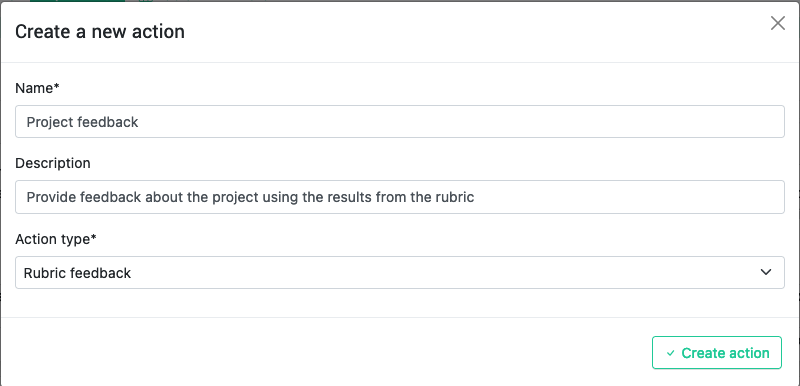 Create a new action
Name*
Project feedback
Description
Provide feedback about the project using the results from the rubric
Action type*
Rubric feedback
Create action